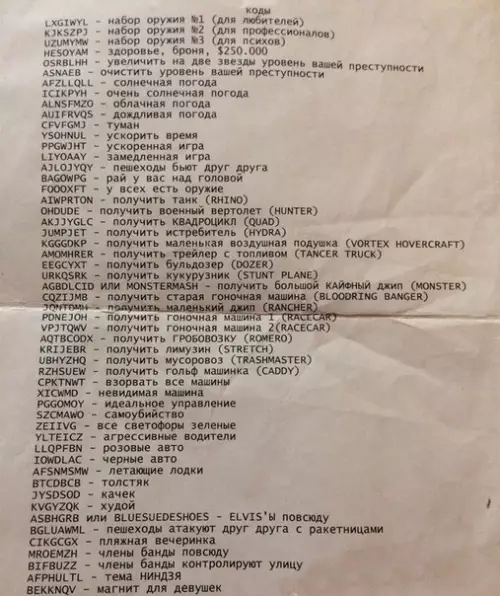 КОДЫ
LXGIWYL - набор оружия №1 (для любителей)
KJKSZPJ - набор оружия №2 (для профессионалов)
UZUMYMW - набор оружия №3 (для психов)
HESOYAM - здоровье, броня, $250.000
OSRBLHH - увеличить на две звезды уровень вашей преступности
ASNAEB - очистить уровень вашей преступности
AFZLLQLL - солнечная погода
ICIKPYH - очень солнечная погода
ALNSFMZO - облачная погода
AUIFRVQS - дождливая погода
CFVFGMJ - туман
YSOHNUL - ускорить время
PPGWJHT - ускоренная игра
LIYOAAY - замедленная игра
AJLOJYQY - пешеходы бьют друг друга
BAGOWPG - рай у вас над головой
FOOOXFT - у всех есть оружие
AIWPRTON - получить танк (RHINO)
OHDUDE - получить военный вертолет (HUNTER)
AKJJYGLC - получить КВАДРОЦИКЛ (QUAD)
JUMPJET - получить истребитель (HYDRA)
KGGGDKP - получить маленькая воздушная подушка (VORTEX HOVERCRAFT)
AMOMHRER - получить трейлер с топливом (TANCER TRUCK)
EEGCYXT - получить бульдозер (DOZER)
URKQSRK - получить кукурузник (STUNT PLANE)
AGBDLCID ИЛИ MONSTERMASH - получить большой КАЙФНЫЙ джип (MONSTER)
CQZIJMB - получить старая гоночная машина (BLOODRING BANGER)
JQNTDMH - получить маленький джип (RANCHER)
PDNEJOH - получить гоночная машина 1 (RACECAR)
VPJTQWV - получить гоночная машина 2(RACECAR)
AQTBCODX - получить ГРОБОВОЗКУ (ROMERO)
KRIJEBR - получить лимузин (STRETCH)
UBHYZHQ - получить мусоровоз (TRASHMASTER)
RZHSUEW - получить гольф машинка (CADDY)
CPKTNWT - взорвать все машины
XICWMD - невидимая машина
PGGOMOY - идеальное управление
SZCMAWO - самоубийство
ZEIIVG - все светофоры зеленые
YLTEICZ - агрессивные водители
LLQPFBN - розовые авто
IOWDLAC - черные авто
AFSNMSMW - летающие лодки
BTCDBCB - толстяк
JYSDSOD - качек
KVGYZQK - худой
ASBHGRB или BLUESUEDESHOES - ELVIS'Ы повсюду
BGLUAWML - пешеходы атакуют друг друга с ракетницами
CIKGCGX - пляжная вечеринка
MROEMZH - члены банды повсюду
BIFBUZZ - члены банды контролируют улицу
AFPHULTL - тема НИНДЗЯ
BEKKNQV - магнит для девушек